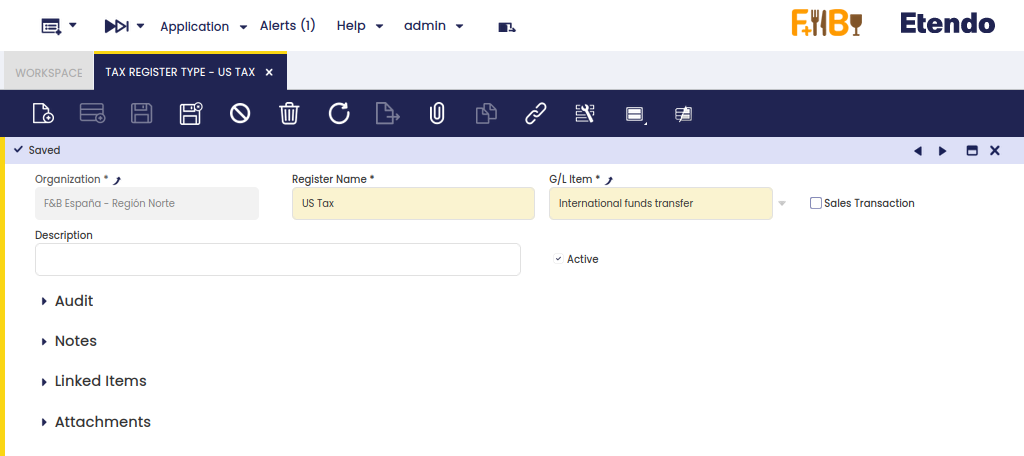 Application Alerts (1) Help admin F+B Etendo
WORKSPACE TAX REGISTER TYPE - US TAX
Saved
Organization * Register Name * G/L Item *
F&B España - Región Norte US Tax International funds transfer Sales Transaction
Description
Active
Audit
Notes
Linked Items
Attachments